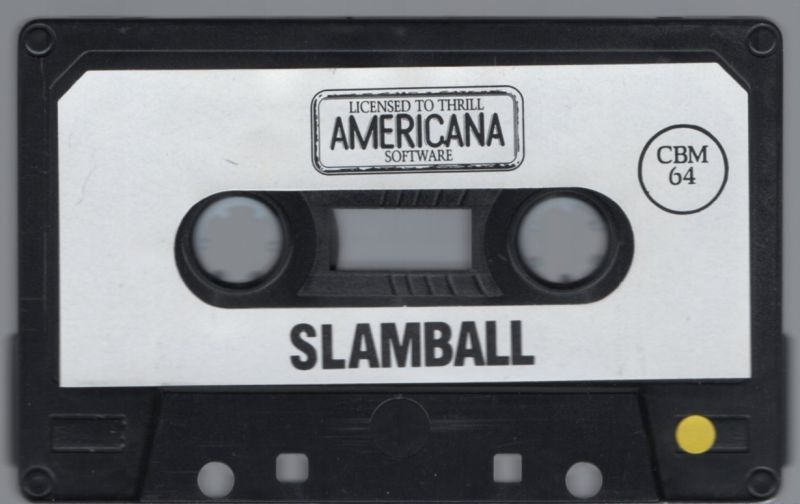 LICENSED TO THRILL
AMERICANA
SOFTWARE
CBM
64
SLAMBALL